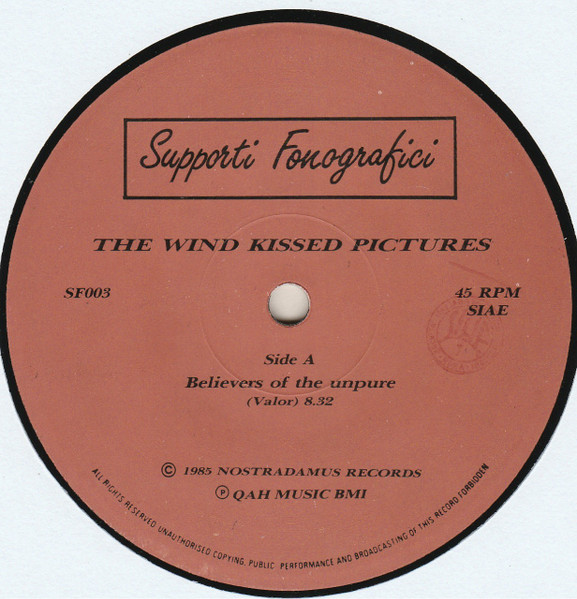 Supporti Fonografici
THE WIND KISSED PICTURES
SF003
45 RPM
SIAE
Side A
Believers of the unpure
(Valor) 8.32
© 1985 NOSTRADAMUS RECORDS
℗ QAH MUSIC BMI
ALL RIGHTS RESERVED UNAUTHORISED COPYING, PUBLIC PERFORMANCE AND BROADCASTING OF THIS RECORD FORBIDDEN